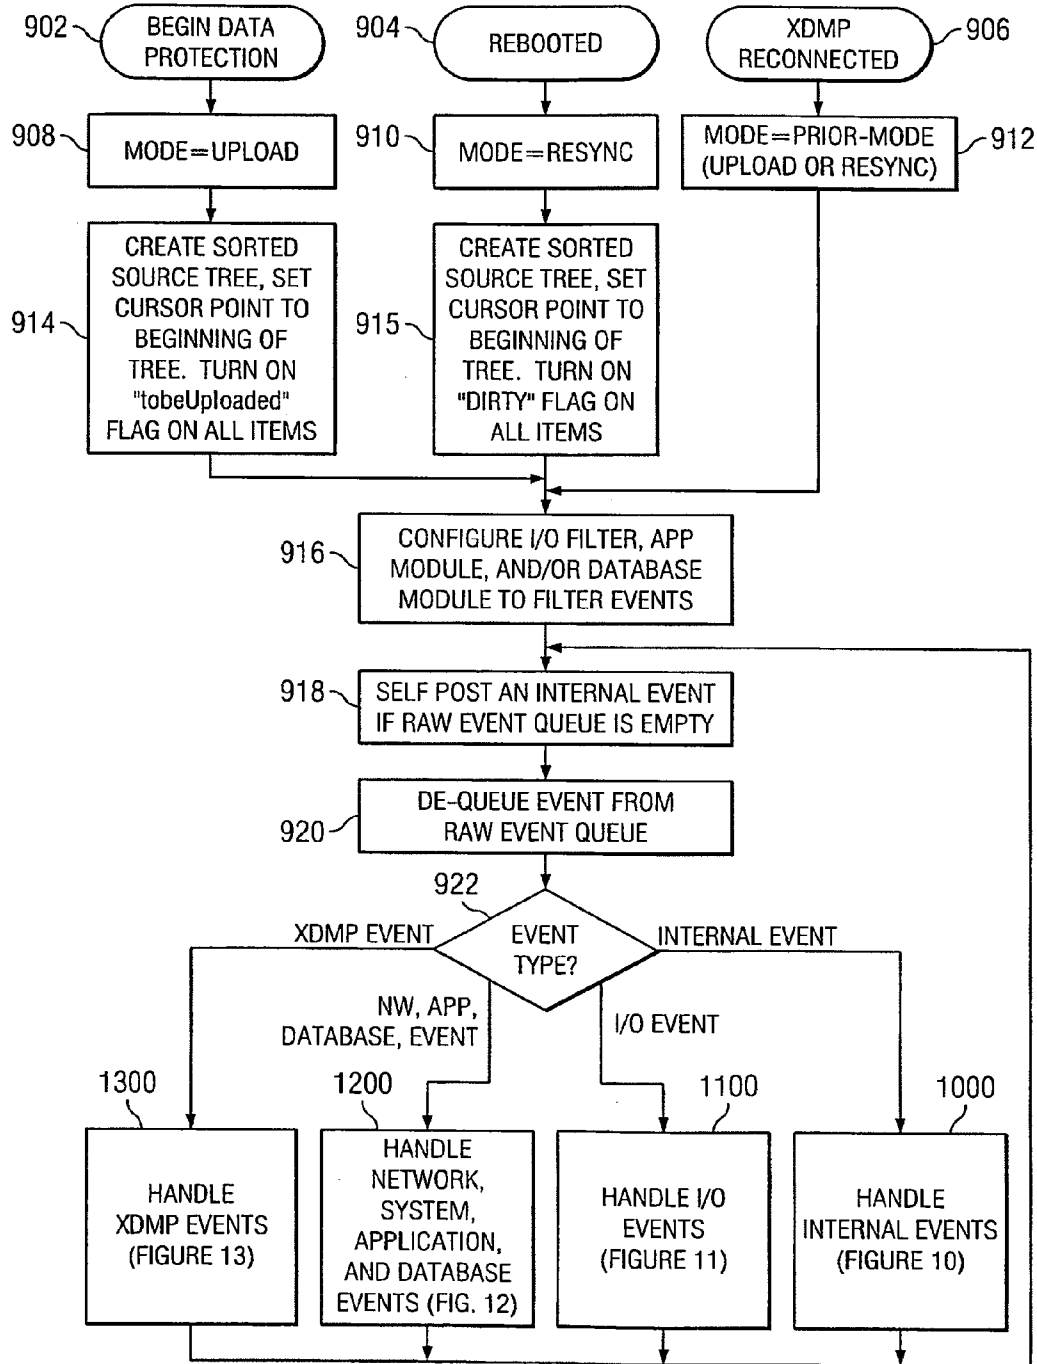 902
BEGIN DATA
PROTECTION
904
REBOOTED
XDMP
RECONNECTED
906
908
MODE=UPLOAD
910
MODE=RESYNC
MODE=PRIOR-MODE
(UPLOAD OR RESYNC)
912
914
CREATE SORTED
SOURCE TREE, SET
CURSOR POINT TO
BEGINNING OF
TREE. TURN ON
"tobeUploaded"
FLAG ON ALL ITEMS
915
CREATE SORTED
SOURCE TREE, SET
CURSOR POINT TO
BEGINNING OF
TREE. TURN ON
"DIRTY" FLAG ON
ALL ITEMS
916
CONFIGURE I/O FILTER, APP
MODULE, AND/OR DATABASE
MODULE TO FILTER EVENTS
918
SELF POST AN INTERNAL EVENT
IF RAW EVENT QUEUE IS EMPTY
920
DE-QUEUE EVENT FROM
RAW EVENT QUEUE
922
EVENT
TYPE?
XDMP EVENT
NW, APP,
DATABASE, EVENT
I/O EVENT
INTERNAL EVENT
1300
HANDLE
XDMP EVENTS
(FIGURE 13)
1200
HANDLE
NETWORK,
SYSTEM,
APPLICATION,
AND DATABASE
EVENTS (FIG. 12)
1100
HANDLE I/O
EVENTS
(FIGURE 11)
1000
HANDLE
INTERNAL EVENTS
(FIGURE 10)